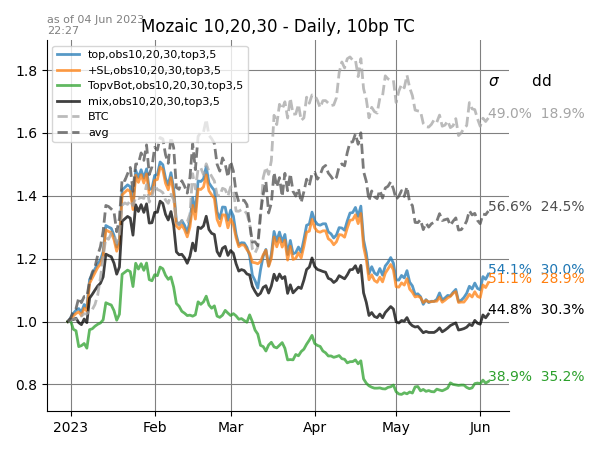 as of 04 Jun 2023
22:27
Mozaic 10,20,30 - Daily, 10bp TC
top,obs10,20,30,top3,5
+SL,obs10,20,30,top3,5
TopvBot,obs10,20,30,top3,5
mix,obs10,20,30,top3,5
BTC
avg
σ dd
49.0% 18.9%
56.6% 24.5%
54.1% 30.0%
51.1% 28.9%
44.8% 30.3%
38.9% 35.2%
1.8
1.6
1.4
1.2
1.0
0.8
2023 Feb Mar Apr May Jun